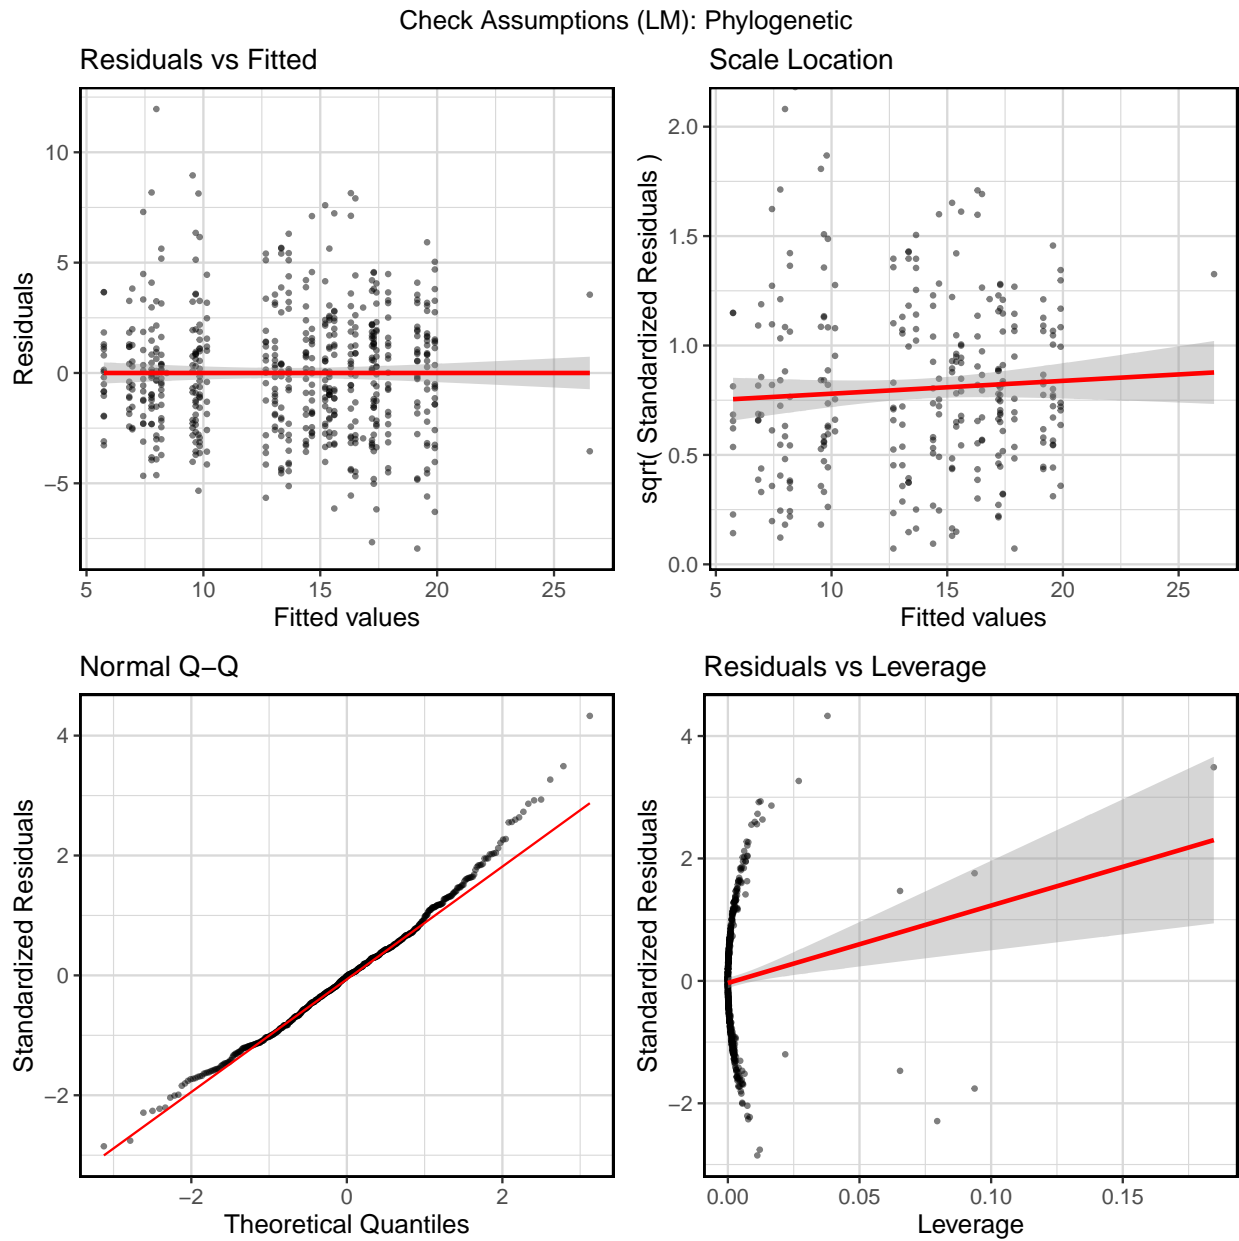 Check Assumptions (LM): Phylogenetic
Residuals vs Fitted
Residuals
10
5
0
−5
5 10 15 20 25
Fitted values
Scale Location
sqrt( Standardized Residuals )
2.0
1.5
1.0
0.5
0.0
5 10 15 20 25
Fitted values
Normal Q−Q
Standardized Residuals
4
2
0
−2
−2 0 2
Theoretical Quantiles
Residuals vs Leverage
Standardized Residuals
4
2
0
−2
0.00 0.05 0.10 0.15
Leverage